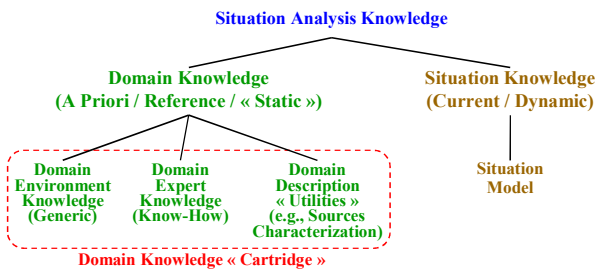 Situation Analysis Knowledge
Domain Knowledge
(A Priori / Reference / « Static »)
Situation Knowledge
(Current / Dynamic)
Domain
Environment
Knowledge
(Generic)
Domain
Expert
Knowledge
(Know-How)
Domain
Description
« Utilities »
(e.g., Sources
Characterization)
Situation
Model
Domain Knowledge « Cartridge »